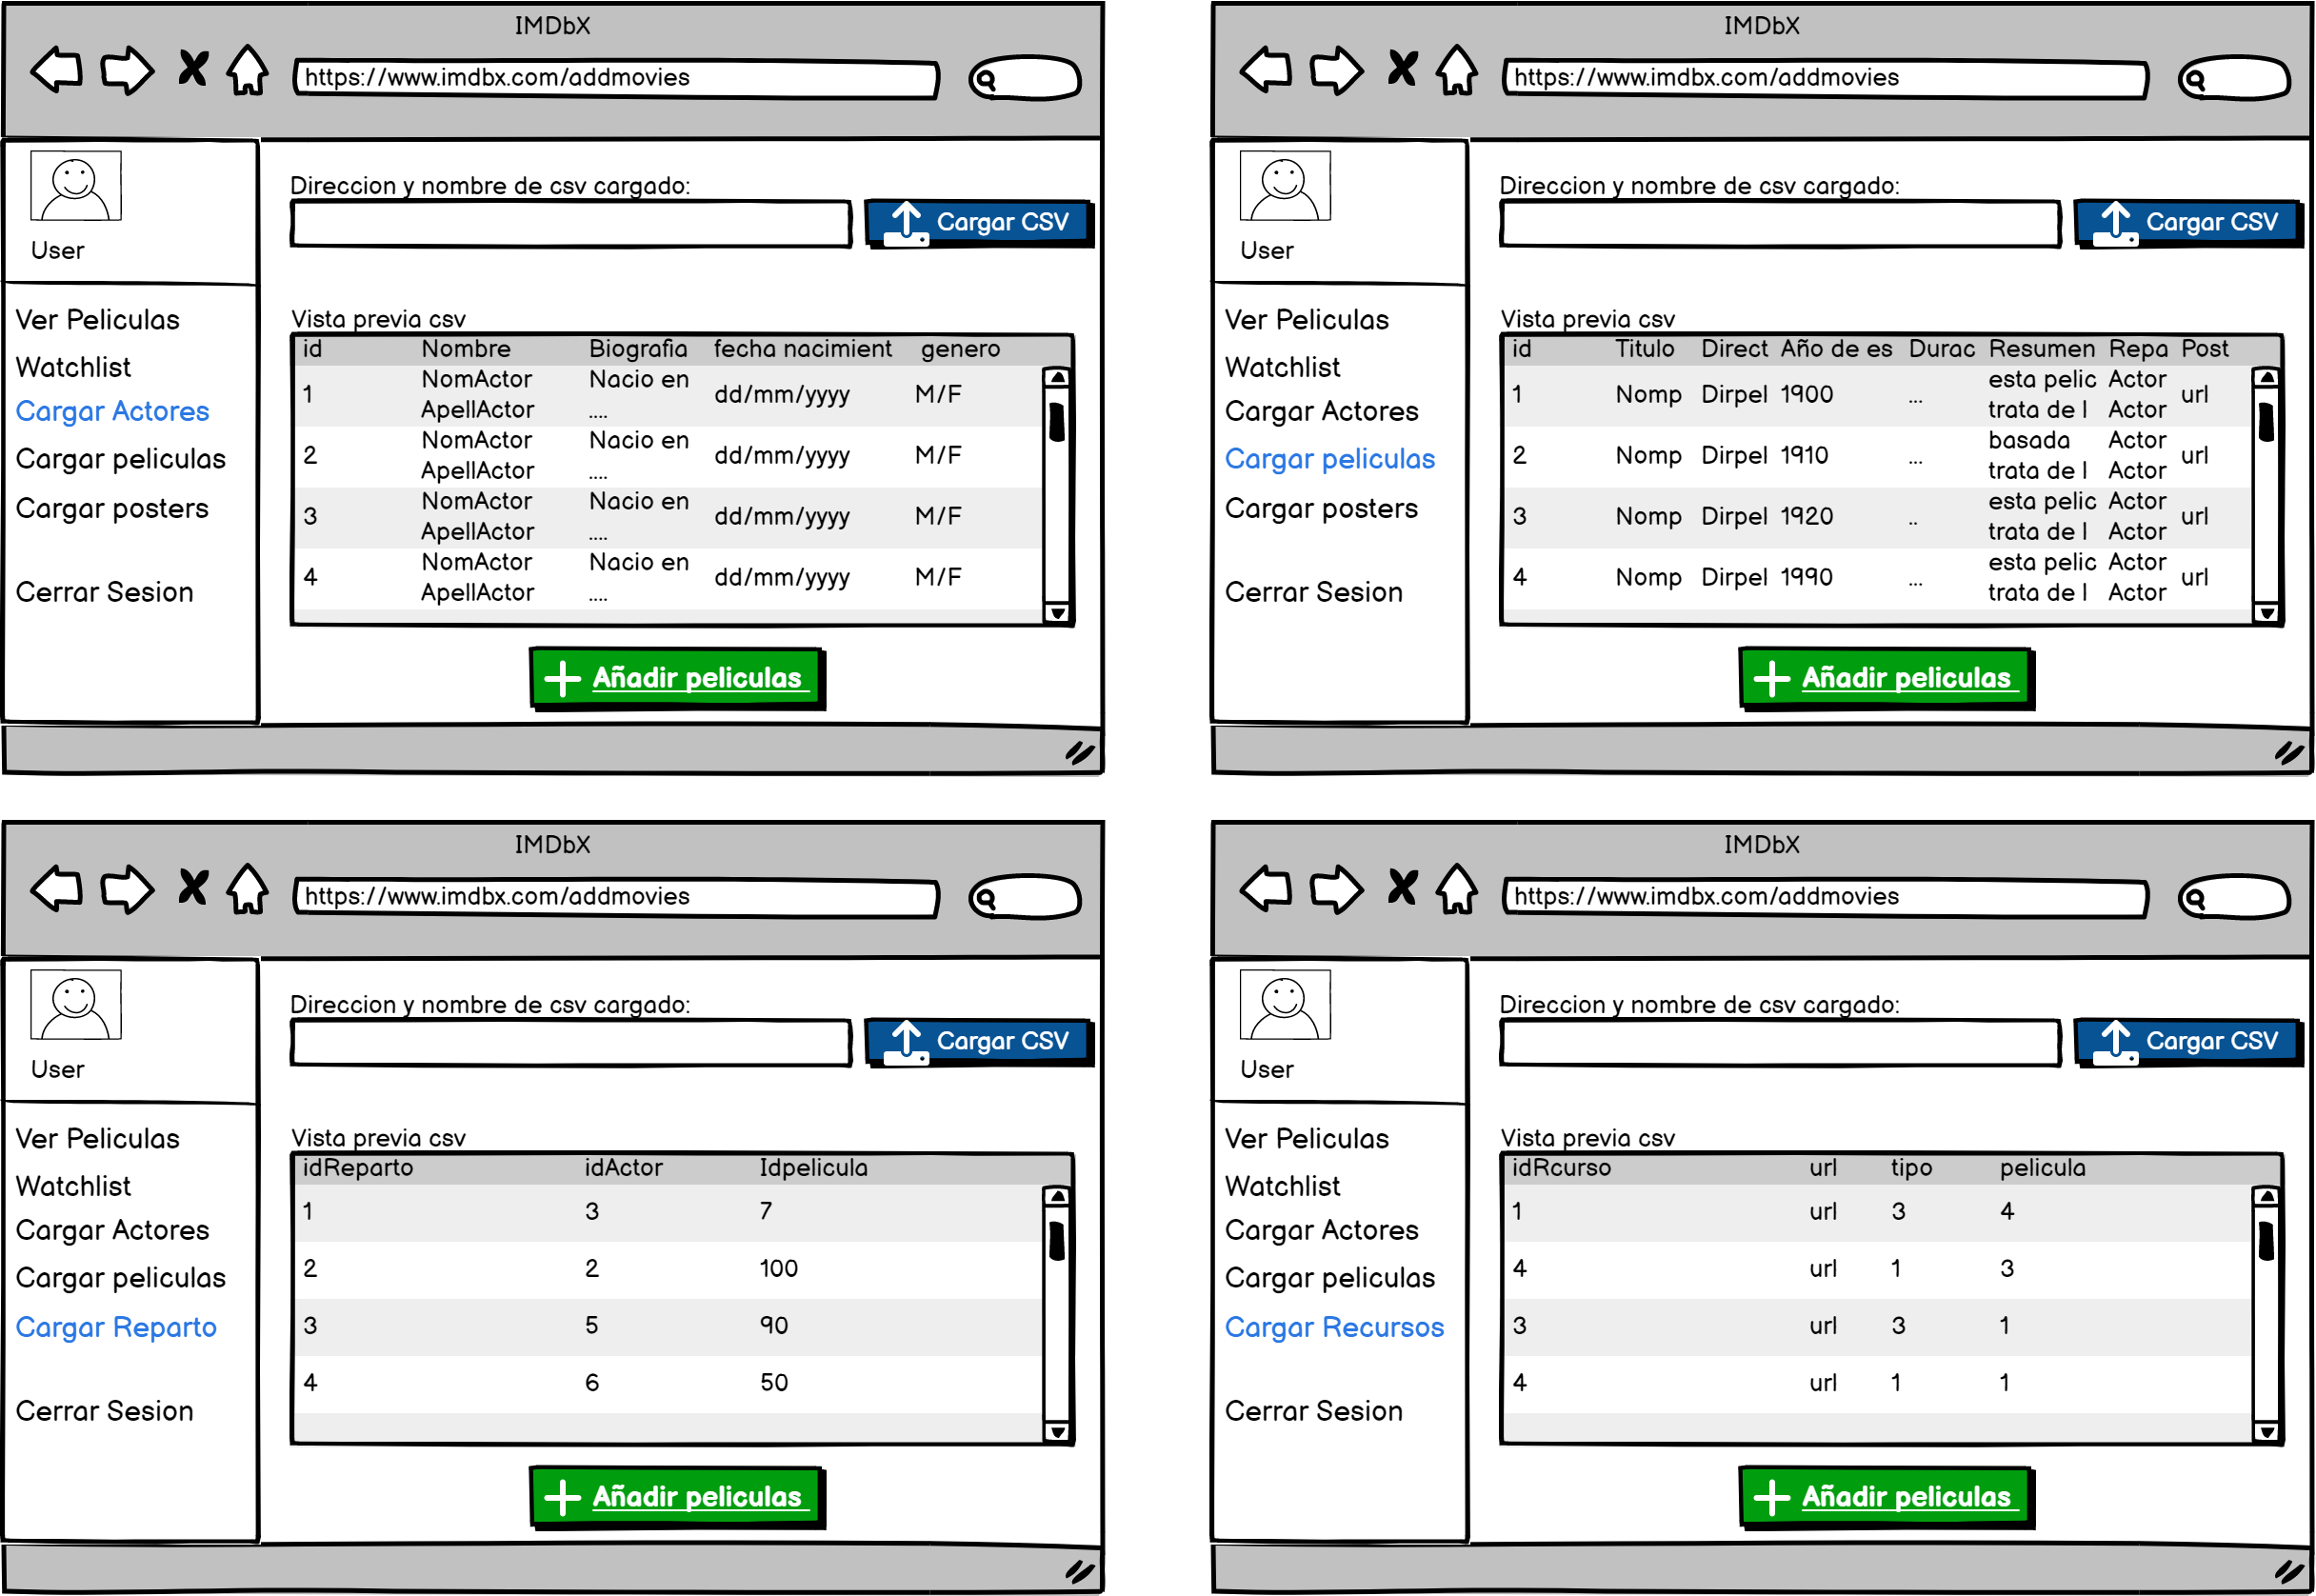 IMDbX
https://www.imdbx.com/addmovies
User
Ver Peliculas
Watchlist
Cargar Actores
Cargar peliculas
Cargar posters
Cerrar Sesion
Direccion y nombre de csv cargado:
Cargar CSV
Vista previa csv
id Nombre Biografia fecha nacimient genero
1 NomActor ApellActor Nacio en .... dd/mm/yyyy M/F
2 NomActor ApellActor Nacio en .... dd/mm/yyyy M/F
3 NomActor ApellActor Nacio en .... dd/mm/yyyy M/F
4 NomActor ApellActor Nacio en .... dd/mm/yyyy M/F
Añadir peliculas
IMDbX
https://www.imdbx.com/addmovies
User
Ver Peliculas
Watchlist
Cargar Actores
Cargar peliculas
Cargar posters
Cerrar Sesion
Direccion y nombre de csv cargado:
Cargar CSV
Vista previa csv
id Titulo Direct Año de es Durac Resumen Repa Post
1 Nomp Dirpel 1900 ... esta pelic trata de l Actor Actor url
2 Nomp Dirpel 1910 ... basada trata de l Actor Actor url
3 Nomp Dirpel 1920 .. esta pelic trata de l Actor Actor url
4 Nomp Dirpel 1990 ... esta pelic trata de l Actor Actor url
Añadir peliculas
IMDbX
https://www.imdbx.com/addmovies
User
Ver Peliculas
Watchlist
Cargar Actores
Cargar peliculas
Cargar Reparto
Cerrar Sesion
Direccion y nombre de csv cargado:
Cargar CSV
Vista previa csv
idReparto idActor Idpelicula
1 3 7
2 2 100
3 5 90
4 6 50
Añadir peliculas
IMDbX
https://www.imdbx.com/addmovies
User
Ver Peliculas
Watchlist
Cargar Actores
Cargar peliculas
Cargar Recursos
Cerrar Sesion
Direccion y nombre de csv cargado:
Cargar CSV
Vista previa csv
idRcurso url tipo pelicula
1 url 3 4
4 url 1 3
3 url 3 1
4 url 1 1
Añadir peliculas